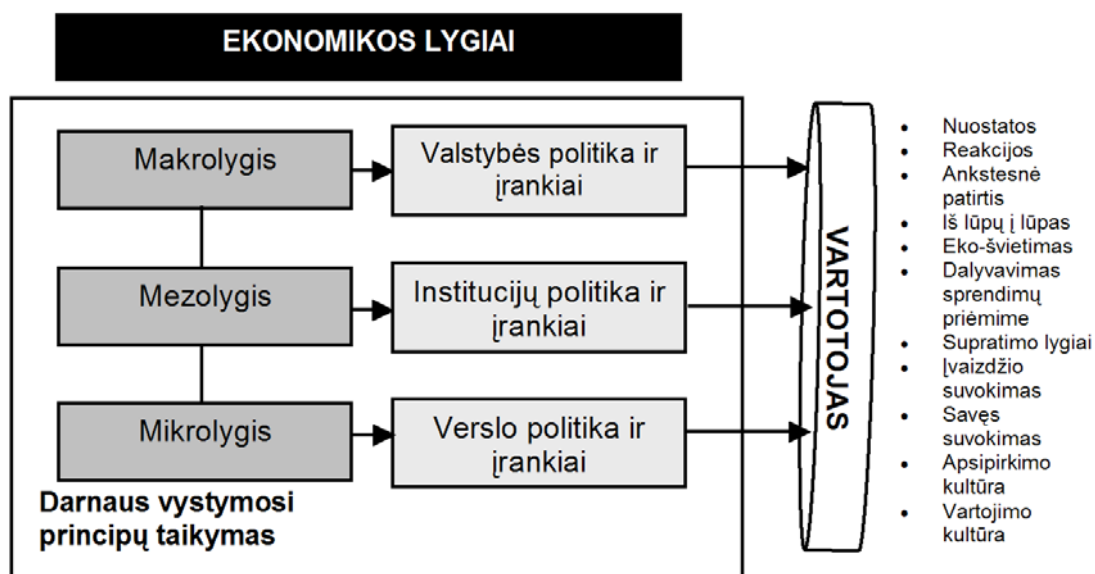 EKONOMIKOS LYGIAI
Makrolygis
Valstybės politika ir
įrankiai
Mezolygis
Institucijų politika ir
įrankiai
Mikrolygis
Verslo politika ir
įrankiai
Darnaus vystymosi
principų taikymas
VARTOTOJAS
• Nuostatos
• Reakcijos
• Ankstesnė
patirtis
• Iš lūpų į lūpas
• Eko-švietimas
• Dalyvavimas
sprendimų
priėmime
• Supratimo lygiai
• Įvaizdžio
suvokimas
• Savęs
suvokimas
• Apsipirkimo
kultūra
• Vartojimo
kultūra